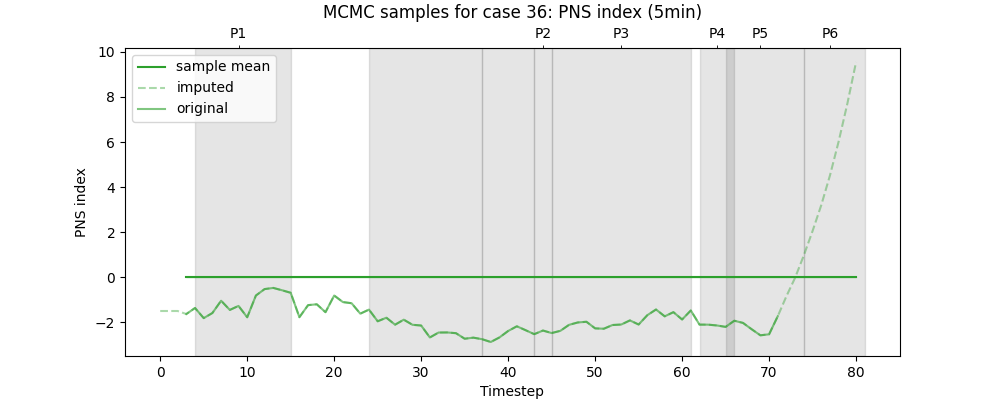 MCMC samples for case 36: PNS index (5min)
P1 P2 P3 P4 P5 P6
sample mean
imputed
original
PNS index
10
8
6
4
2
0
−2
0 10 20 30 40 50 60 70 80
Timestep